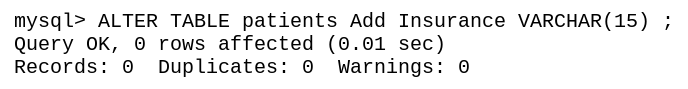 mysql> ALTER TABLE patients Add Insurance VARCHAR(15) ;
Query OK, 0 rows affected (0.01 sec)
Records: 0  Duplicates: 0  Warnings: 0